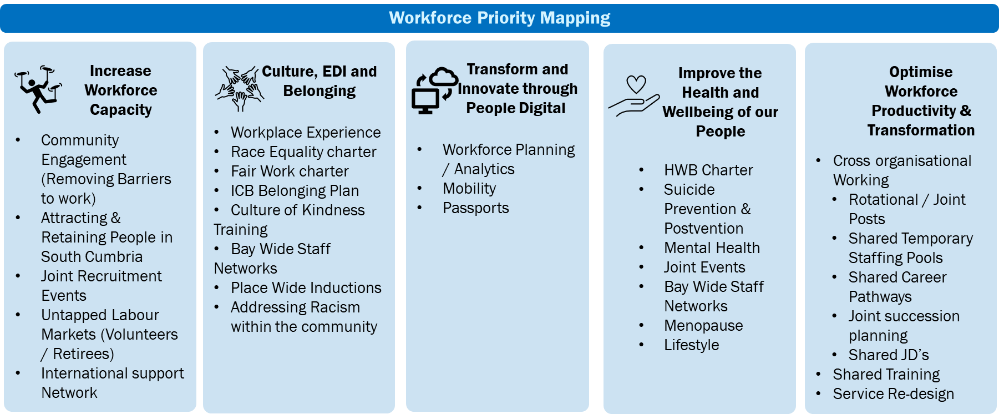 Workforce Priority Mapping
Increase
Workforce
Capacity
• Community
Engagement
(Removing Barriers
to work)
• Attracting &
Retaining People in
South Cumbria
• Joint Recruitment
Events
• Untapped Labour
Markets (Volunteers
/ Retirees)
• International support
Network
Culture, EDI and
Belonging
• Workplace Experience
• Race Equality charter
• Fair Work charter
• ICB Belonging Plan
• Culture of Kindness
Training
• Bay Wide Staff
Networks
• Place Wide Inductions
• Addressing Racism
within the community
Transform and
Innovate through
People Digital
• Workforce Planning
/ Analytics
• Mobility
• Passports
Improve the
Health and
Wellbeing of our
People
• HWB Charter
• Suicide
Prevention &
Postvention
• Mental Health
• Joint Events
• Bay Wide Staff
Networks
• Menopause
• Lifestyle
Optimise
Workforce
Productivity &
Transformation
• Cross organisational
Working
• Rotational / Joint
Posts
• Shared Temporary
Staffing Pools
• Shared Career
Pathways
• Joint succession
planning
• Shared JD’s
• Shared Training
• Service Re-design